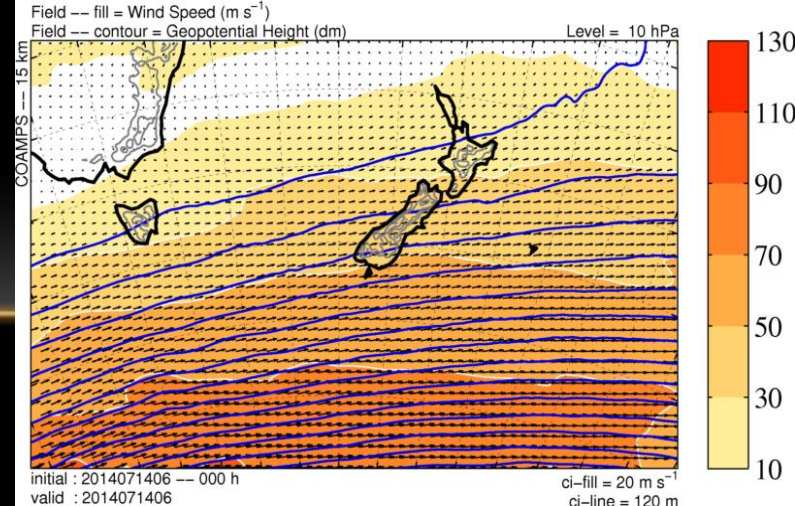 Field -- fill = Wind Speed (m s⁻¹)
Field -- contour = Geopotential Height (dm)
Level = 10 hPa
COAMPS -- 15 km
130
110
90
70
50
30
10
initial : 2014071406 -- 000 h
valid : 2014071406
ci-fill = 20 m s⁻¹
ci-line = 120 m